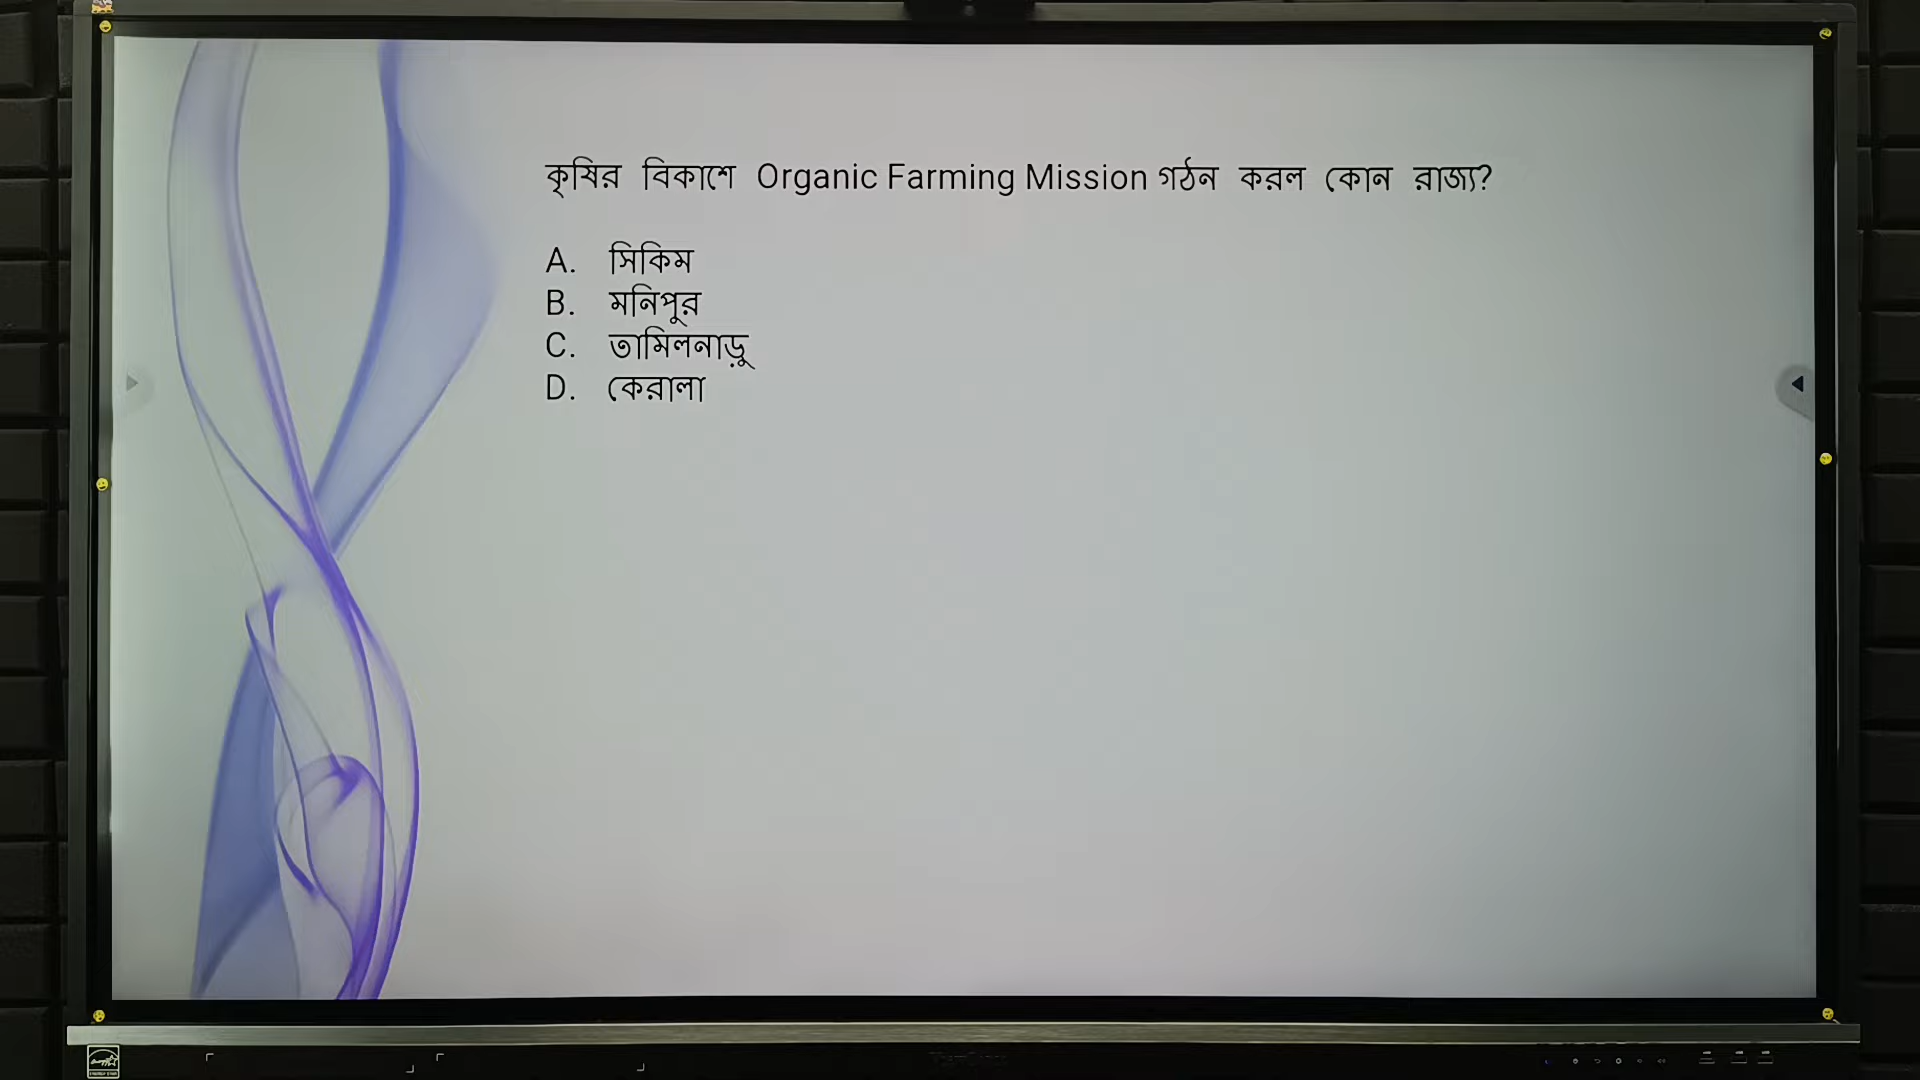 কৃষির বিকাশে Organic Farming Mission গঠন করল কোন রাজ্য?
A. সিকিম
B. মনিপুর
C. তামিলনাড়ু
D. কেরালা